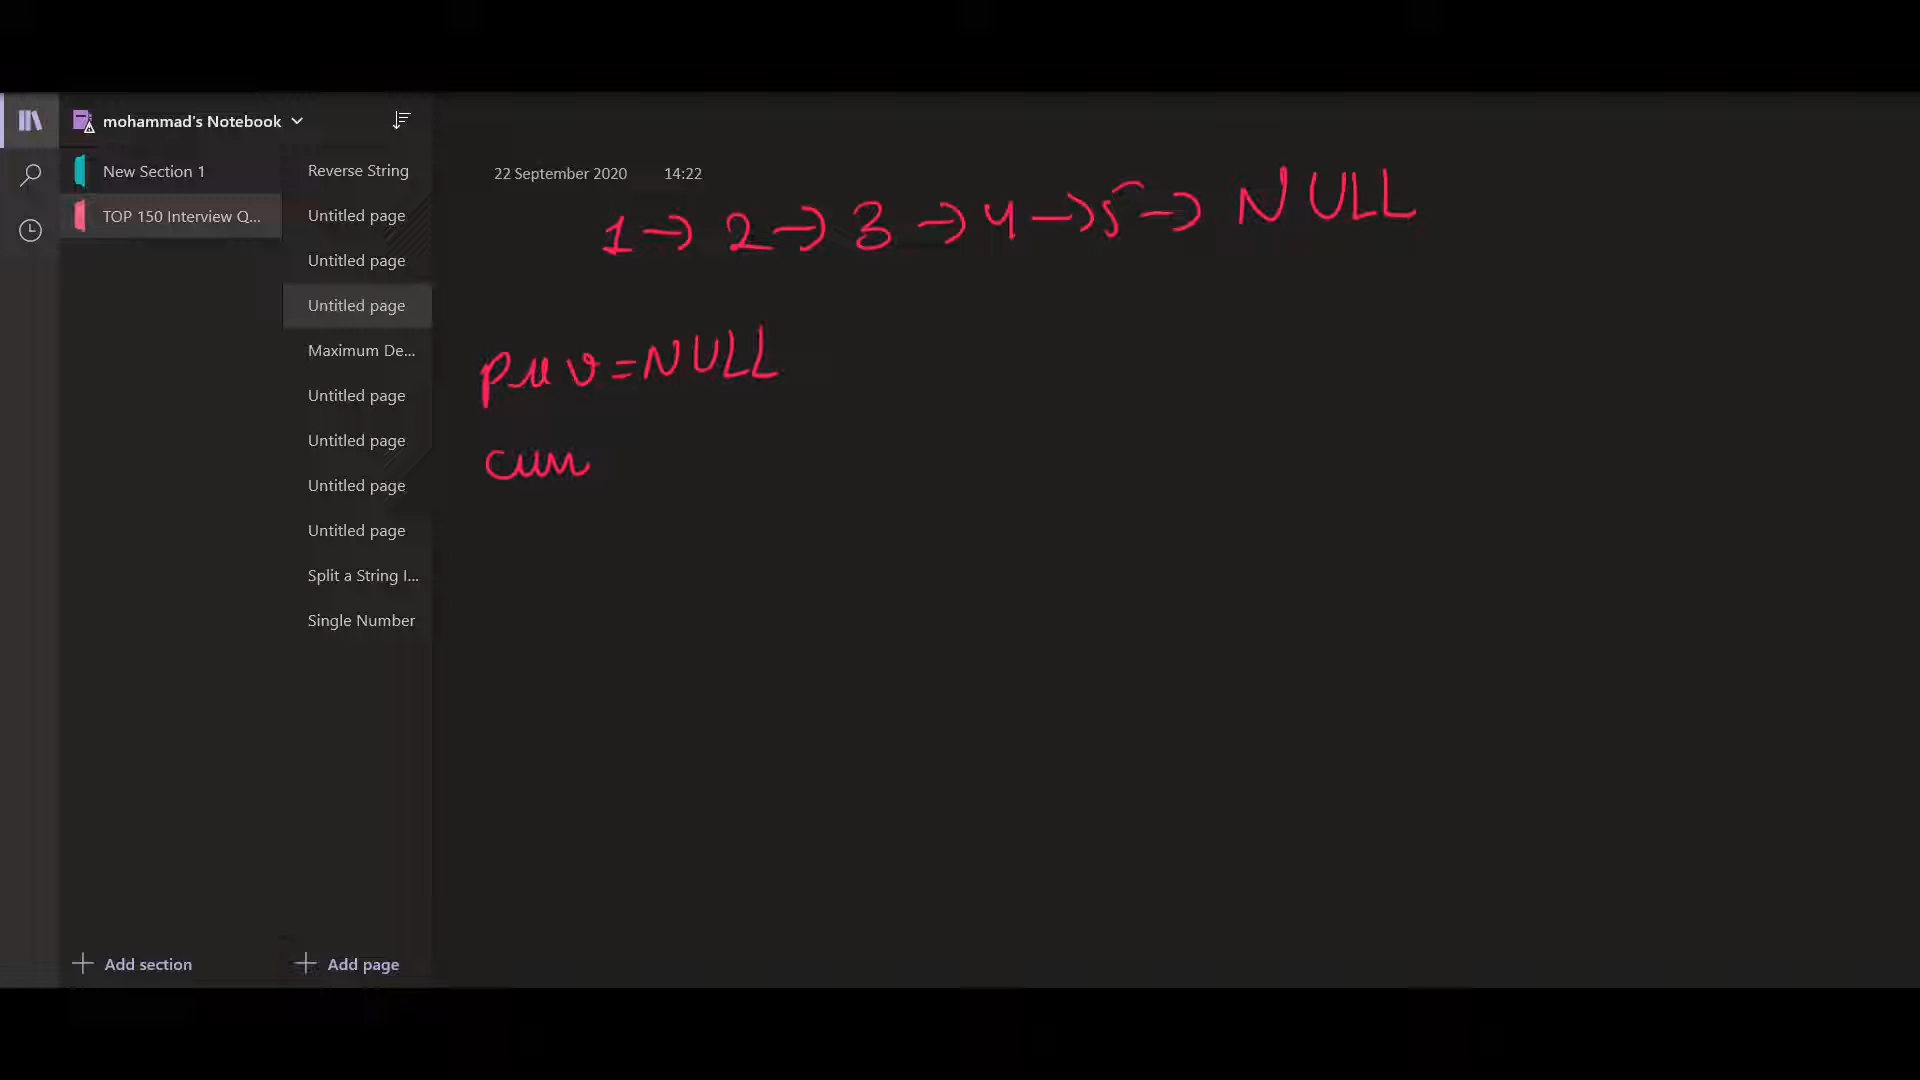 mohammad's Notebook
New Section 1
TOP 150 Interview Q...
Reverse String
Untitled page
Untitled page
Untitled page
Maximum De...
Untitled page
Untitled page
Untitled page
Untitled page
Split a String I...
Single Number
Add section
Add page
22 September 2020 14:22
1 -> 2 -> 3 -> 4 -> 5 -> NULL
prev = NULL
curr